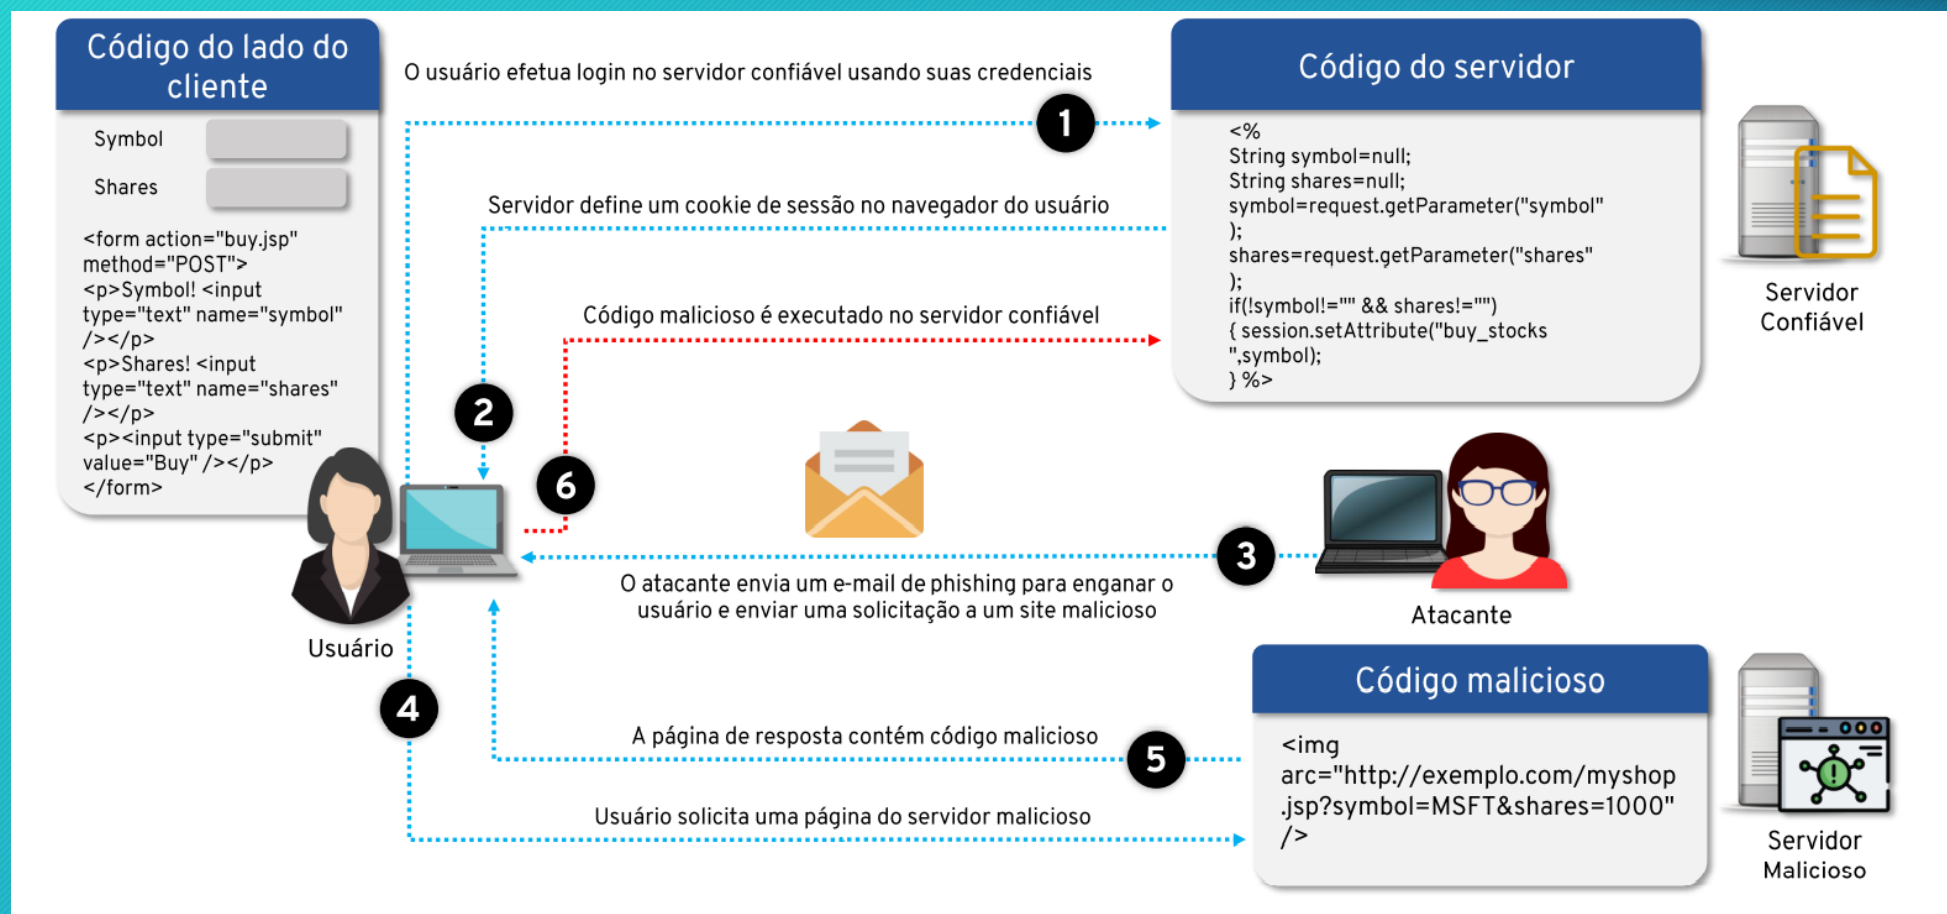 Código do lado do
cliente
Symbol
Shares
<form action="buy.jsp"
method="POST">
<p>Symbol! <input
type="text" name="symbol"
/></p>
<p>Shares! <input
type="text" name="shares"
/></p>
<p><input type="submit"
value="Buy" /></p>
</form>
Usuário
O usuário efetua login no servidor confiável usando suas credenciais
1
Servidor define um cookie de sessão no navegador do usuário
2
Código malicioso é executado no servidor confiável
6
Código do servidor
<%
String symbol=null;
String shares=null;
symbol=request.getParameter("symbol"
);
shares=request.getParameter("shares"
);
if(!symbol!="" && shares!="")
{ session.setAttribute("buy_stocks
",symbol);
} %>
Servidor
Confiável
3
O atacante envia um e-mail de phishing para enganar o
usuário e enviar uma solicitação a um site malicioso
Atacante
4
A página de resposta contém código malicioso
5
Usuário solicita uma página do servidor malicioso
Código malicioso
<img
arc="http://exemplo.com/myshop
.jsp?symbol=MSFT&shares=1000"
/>
Servidor
Malicioso